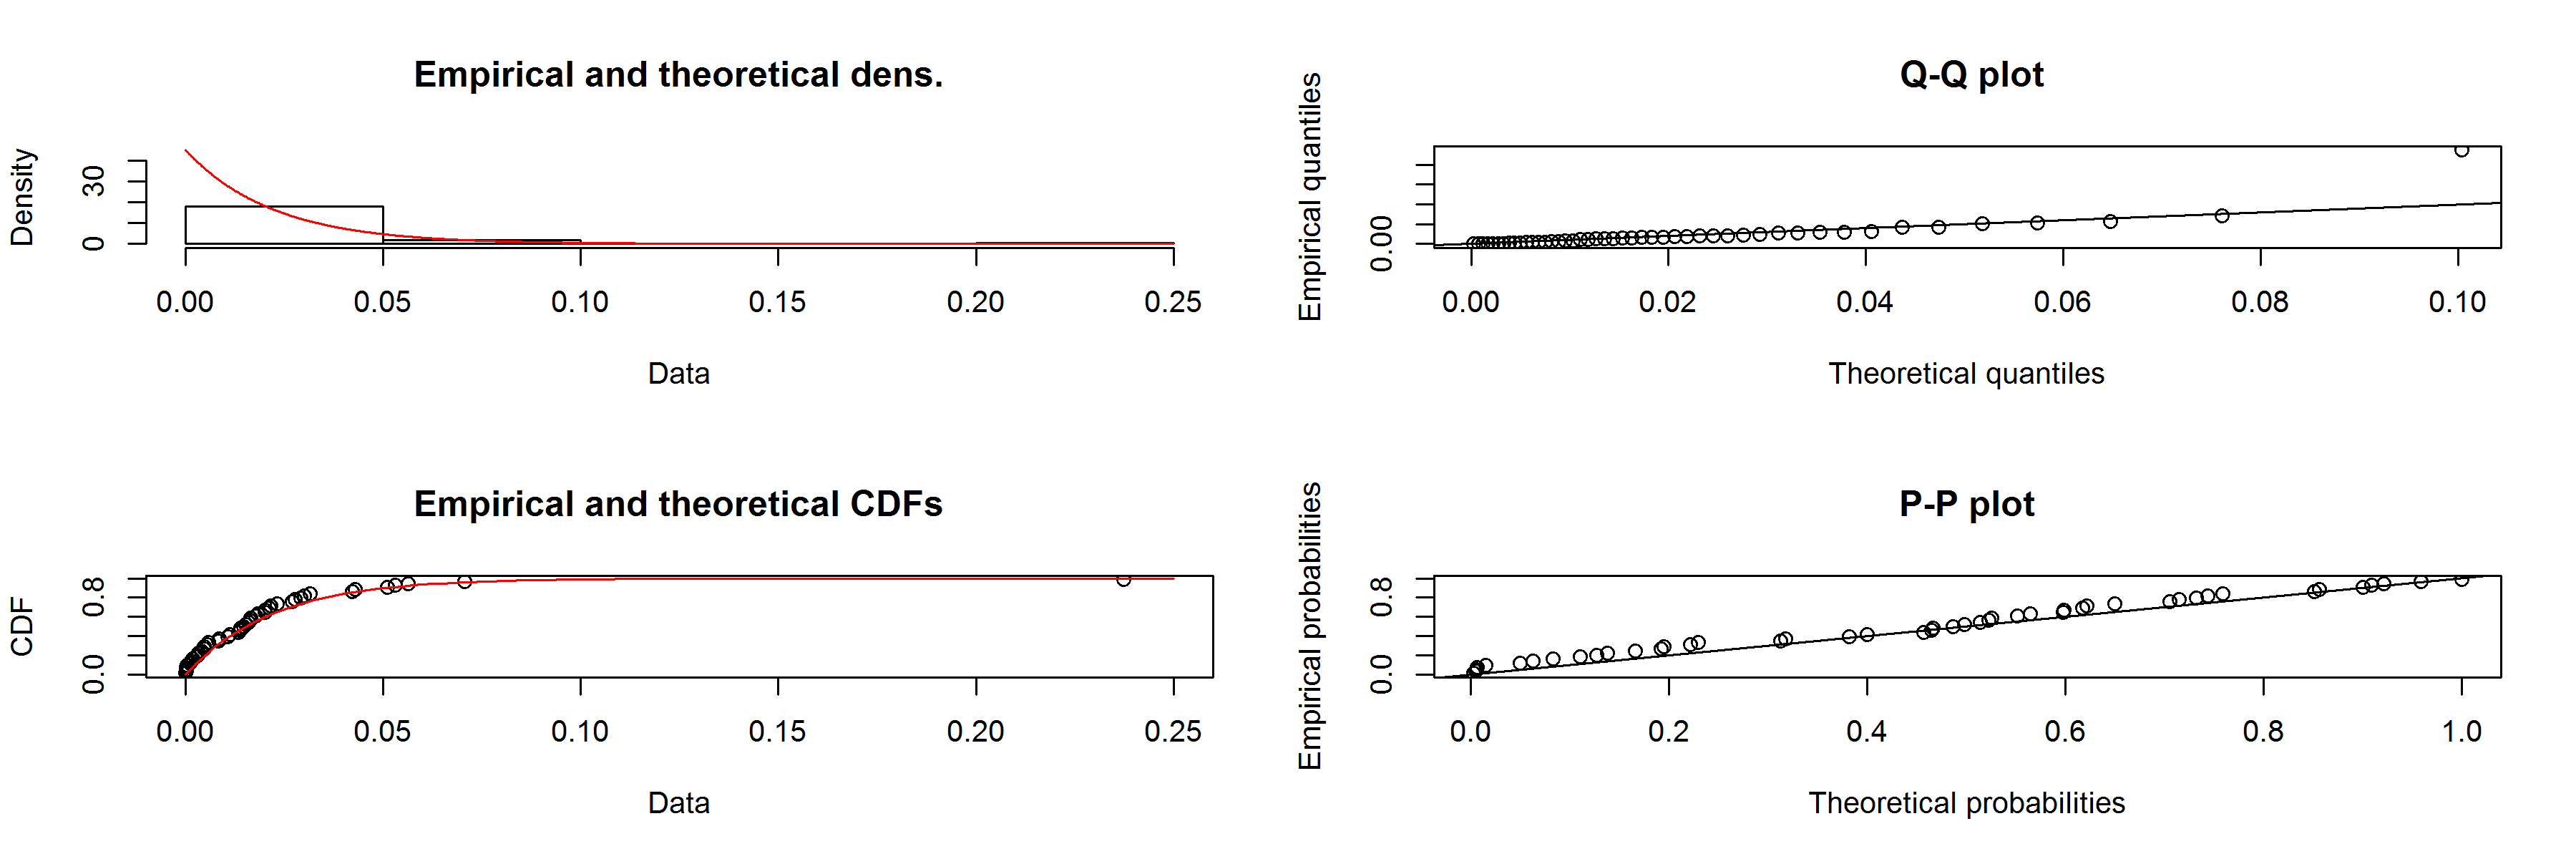 Empirical and theoretical dens.
Density
0 30
0.00 0.05 0.10 0.15 0.20 0.25
Data
Q-Q plot
Empirical quantiles
0.00
0.00 0.02 0.04 0.06 0.08 0.10
Theoretical quantiles
Empirical and theoretical CDFs
CDF
0.0 0.8
0.00 0.05 0.10 0.15 0.20 0.25
Data
P-P plot
Empirical probabilities
0.0 0.8
0.0 0.2 0.4 0.6 0.8 1.0
Theoretical probabilities